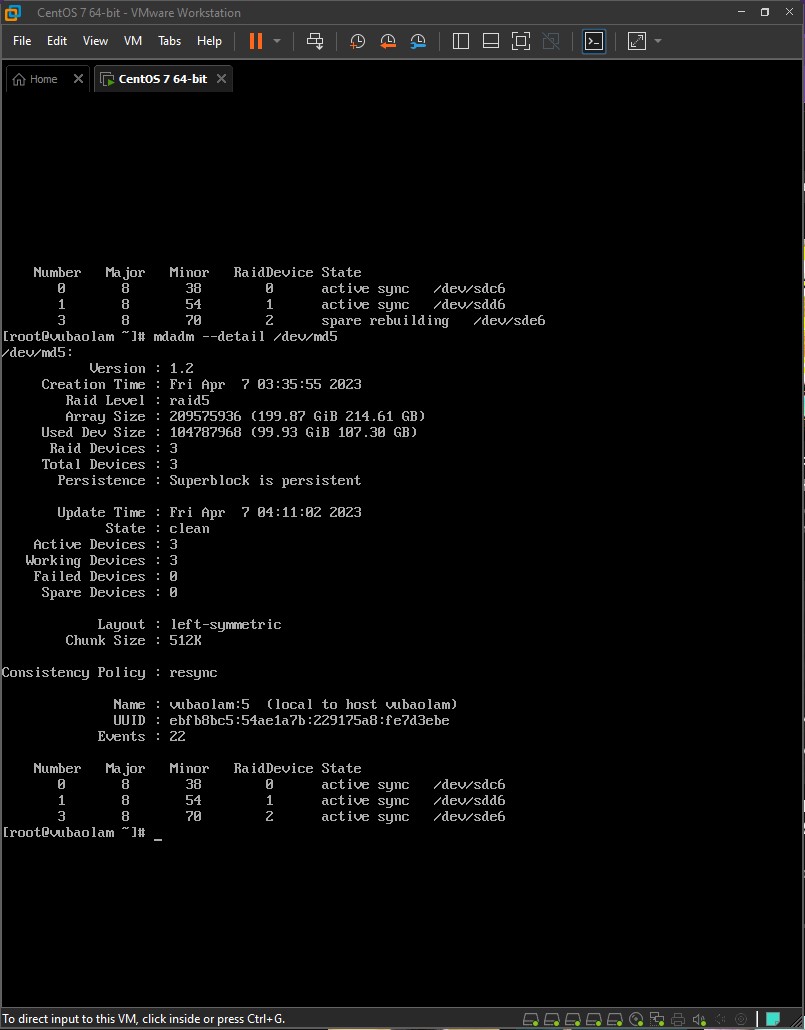 CentOS 7 64-bit - VMware Workstation
File Edit View VM Tabs Help
Home CentOS 7 64-bit
Number Major Minor RaidDevice State
0 8 38 0 active sync /dev/sdc6
1 8 54 1 active sync /dev/sdd6
3 8 70 2 spare rebuilding /dev/sde6
[root@vubaolam ~]# mdadm --detail /dev/md5
/dev/md5:
Version : 1.2
Creation Time : Fri Apr 7 03:35:55 2023
Raid Level : raid5
Array Size : 209575936 (199.87 GiB 214.61 GB)
Used Dev Size : 104787968 (99.93 GiB 107.30 GB)
Raid Devices : 3
Total Devices : 3
Persistence : Superblock is persistent
Update Time : Fri Apr 7 04:11:02 2023
State : clean
Active Devices : 3
Working Devices : 3
Failed Devices : 0
Spare Devices : 0
Layout : left-symmetric
Chunk Size : 512K
Consistency Policy : resync
Name : vubaolam:5 (local to host vubaolam)
UUID : ebfb8bc5:54ae1a7b:229175a8:fe7d3ebe
Events : 22
Number Major Minor RaidDevice State
0 8 38 0 active sync /dev/sdc6
1 8 54 1 active sync /dev/sdd6
3 8 70 2 active sync /dev/sde6
[root@vubaolam ~]# _
To direct input to this VM, click inside or press Ctrl+G.